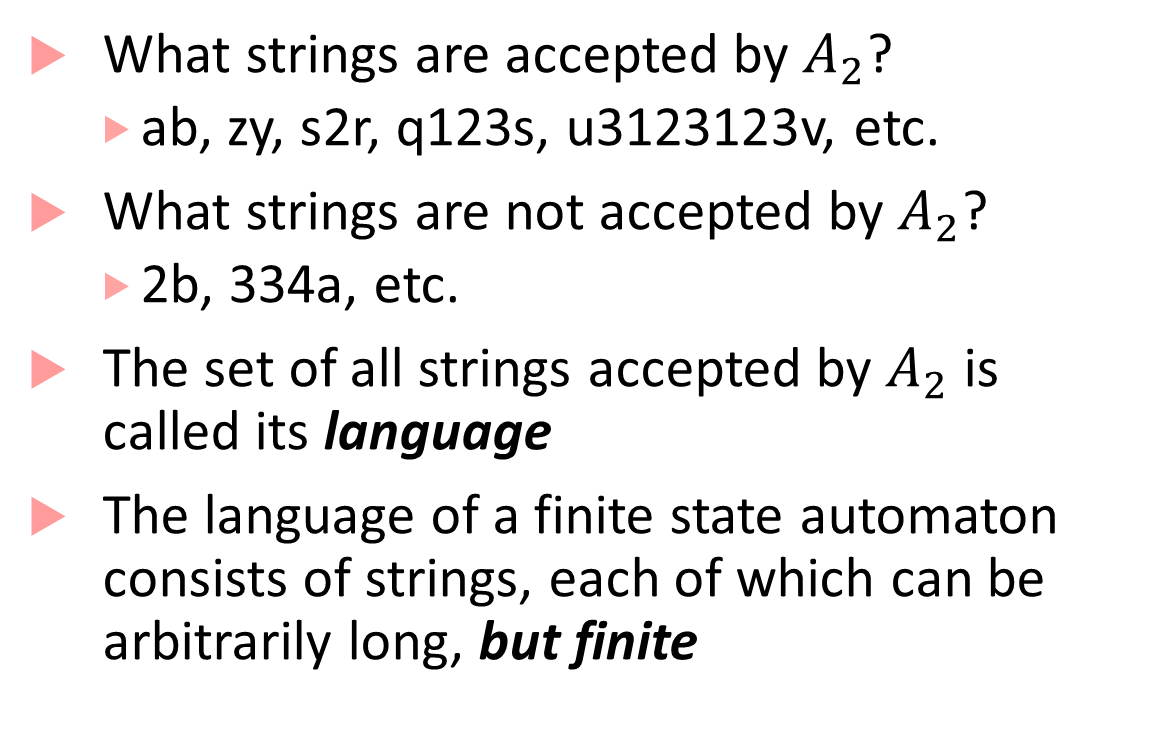 What strings are accepted by A₂?
ab, zy, s2r, q123s, u3123123v, etc.
What strings are not accepted by A₂?
2b, 334a, etc.
The set of all strings accepted by A₂ is
called its language
The language of a finite state automaton
consists of strings, each of which can be
arbitrarily long, but finite